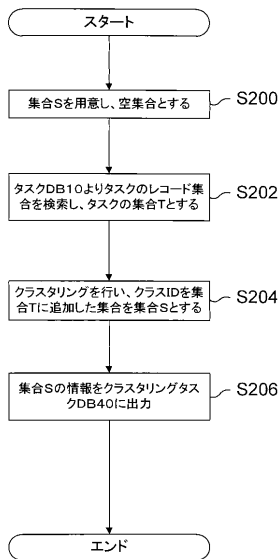 スタート
集合Sを用意し、空集合とする
S200
タスクDB10よりタスクのレコード集
合を検索し、タスクの集合Tとする
S202
クラスタリングを行い、クラスIDを集
合Tに追加した集合を集合Sとする
S204
集合Sの情報をクラスタリングタス
クDB40に出力
S206
エンド